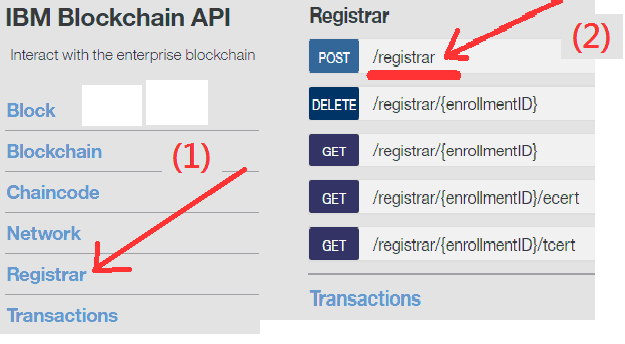 IBM Blockchain API
Interact with the enterprise blockchain
Block
Blockchain
(1)
Chaincode
Network
Registrar
Transactions
Registrar
(2)
POST /registrar
DELETE /registrar/{enrollmentID}
GET /registrar/{enrollmentID}
GET /registrar/{enrollmentID}/ecert
GET /registrar/{enrollmentID}/tcert
Transactions